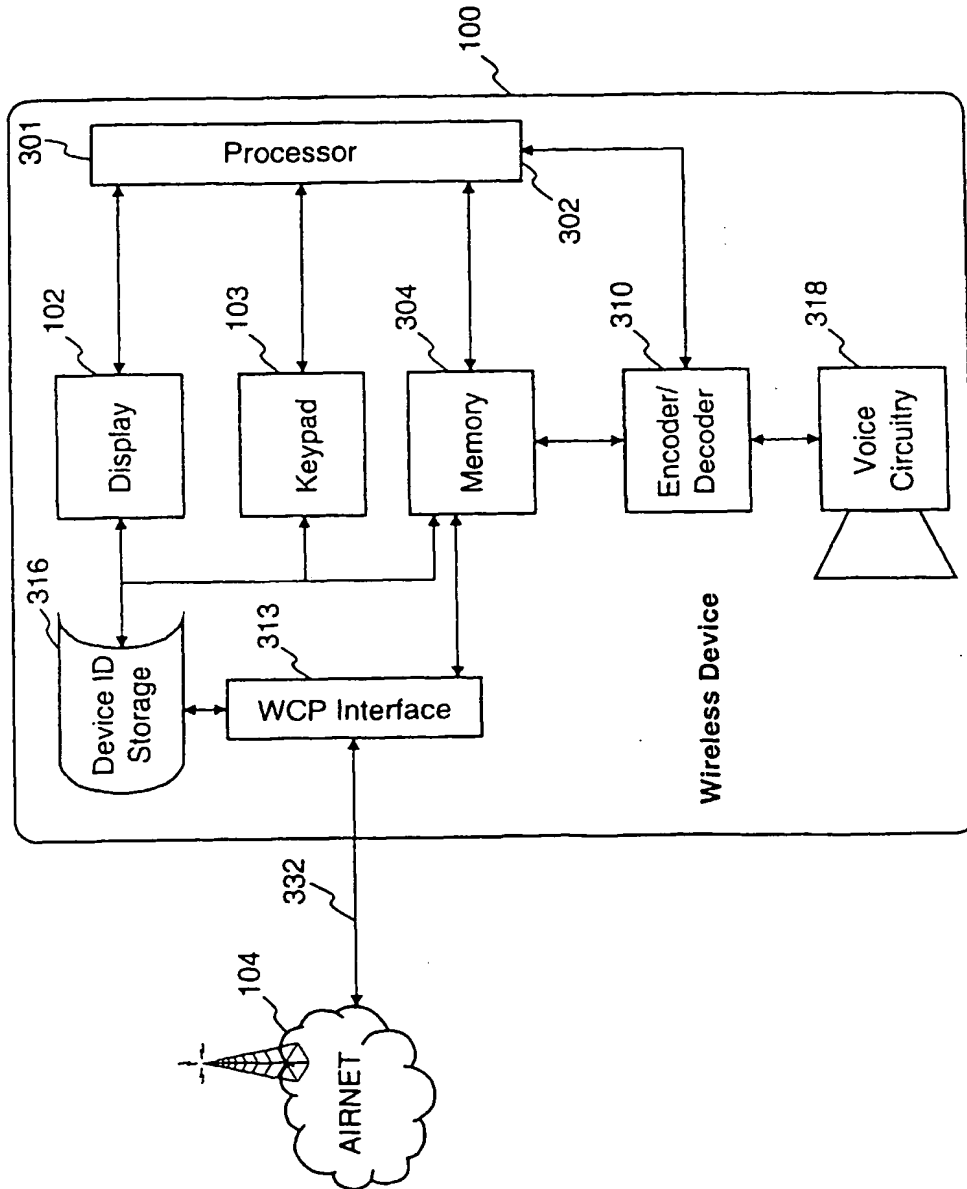 301
316
102
Processor
Device ID
Storage
Display
104
103
313
Keypad
332
WCP Interface
AIRNET
304
100
Memory
302
310
Encoder/
Decoder
Wireless Device
318
Voice
Circuitry